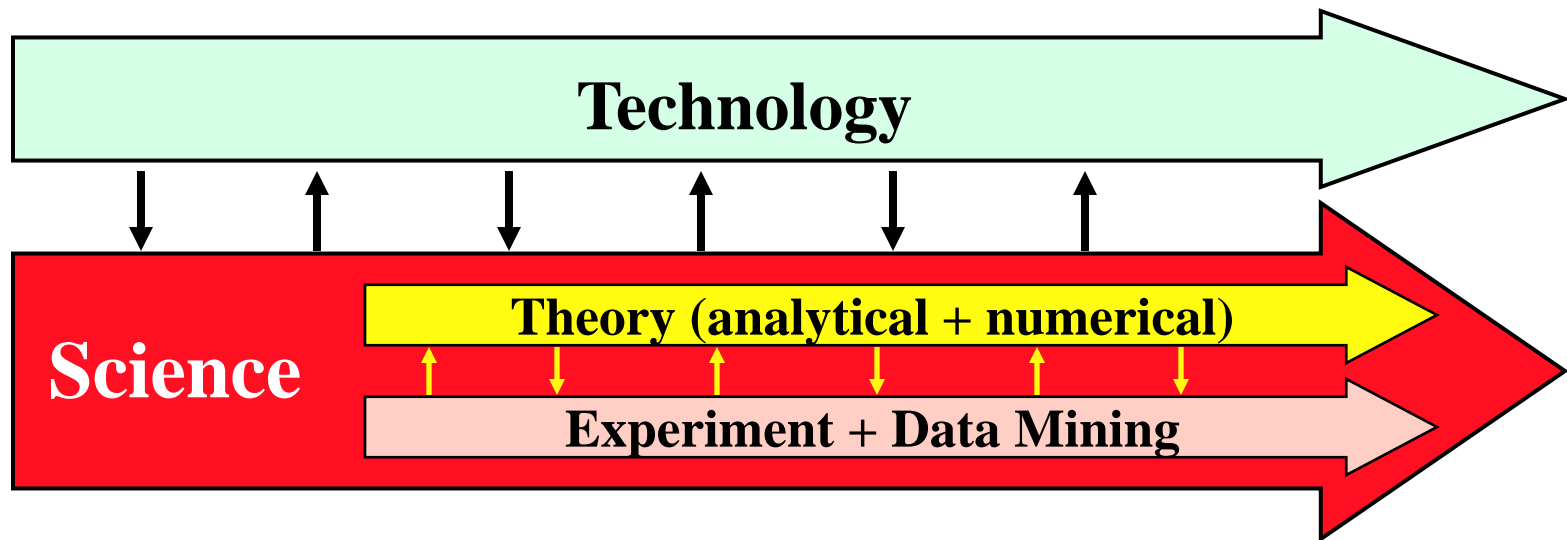 Technology
Theory (analytical + numerical)
Science
Experiment + Data Mining